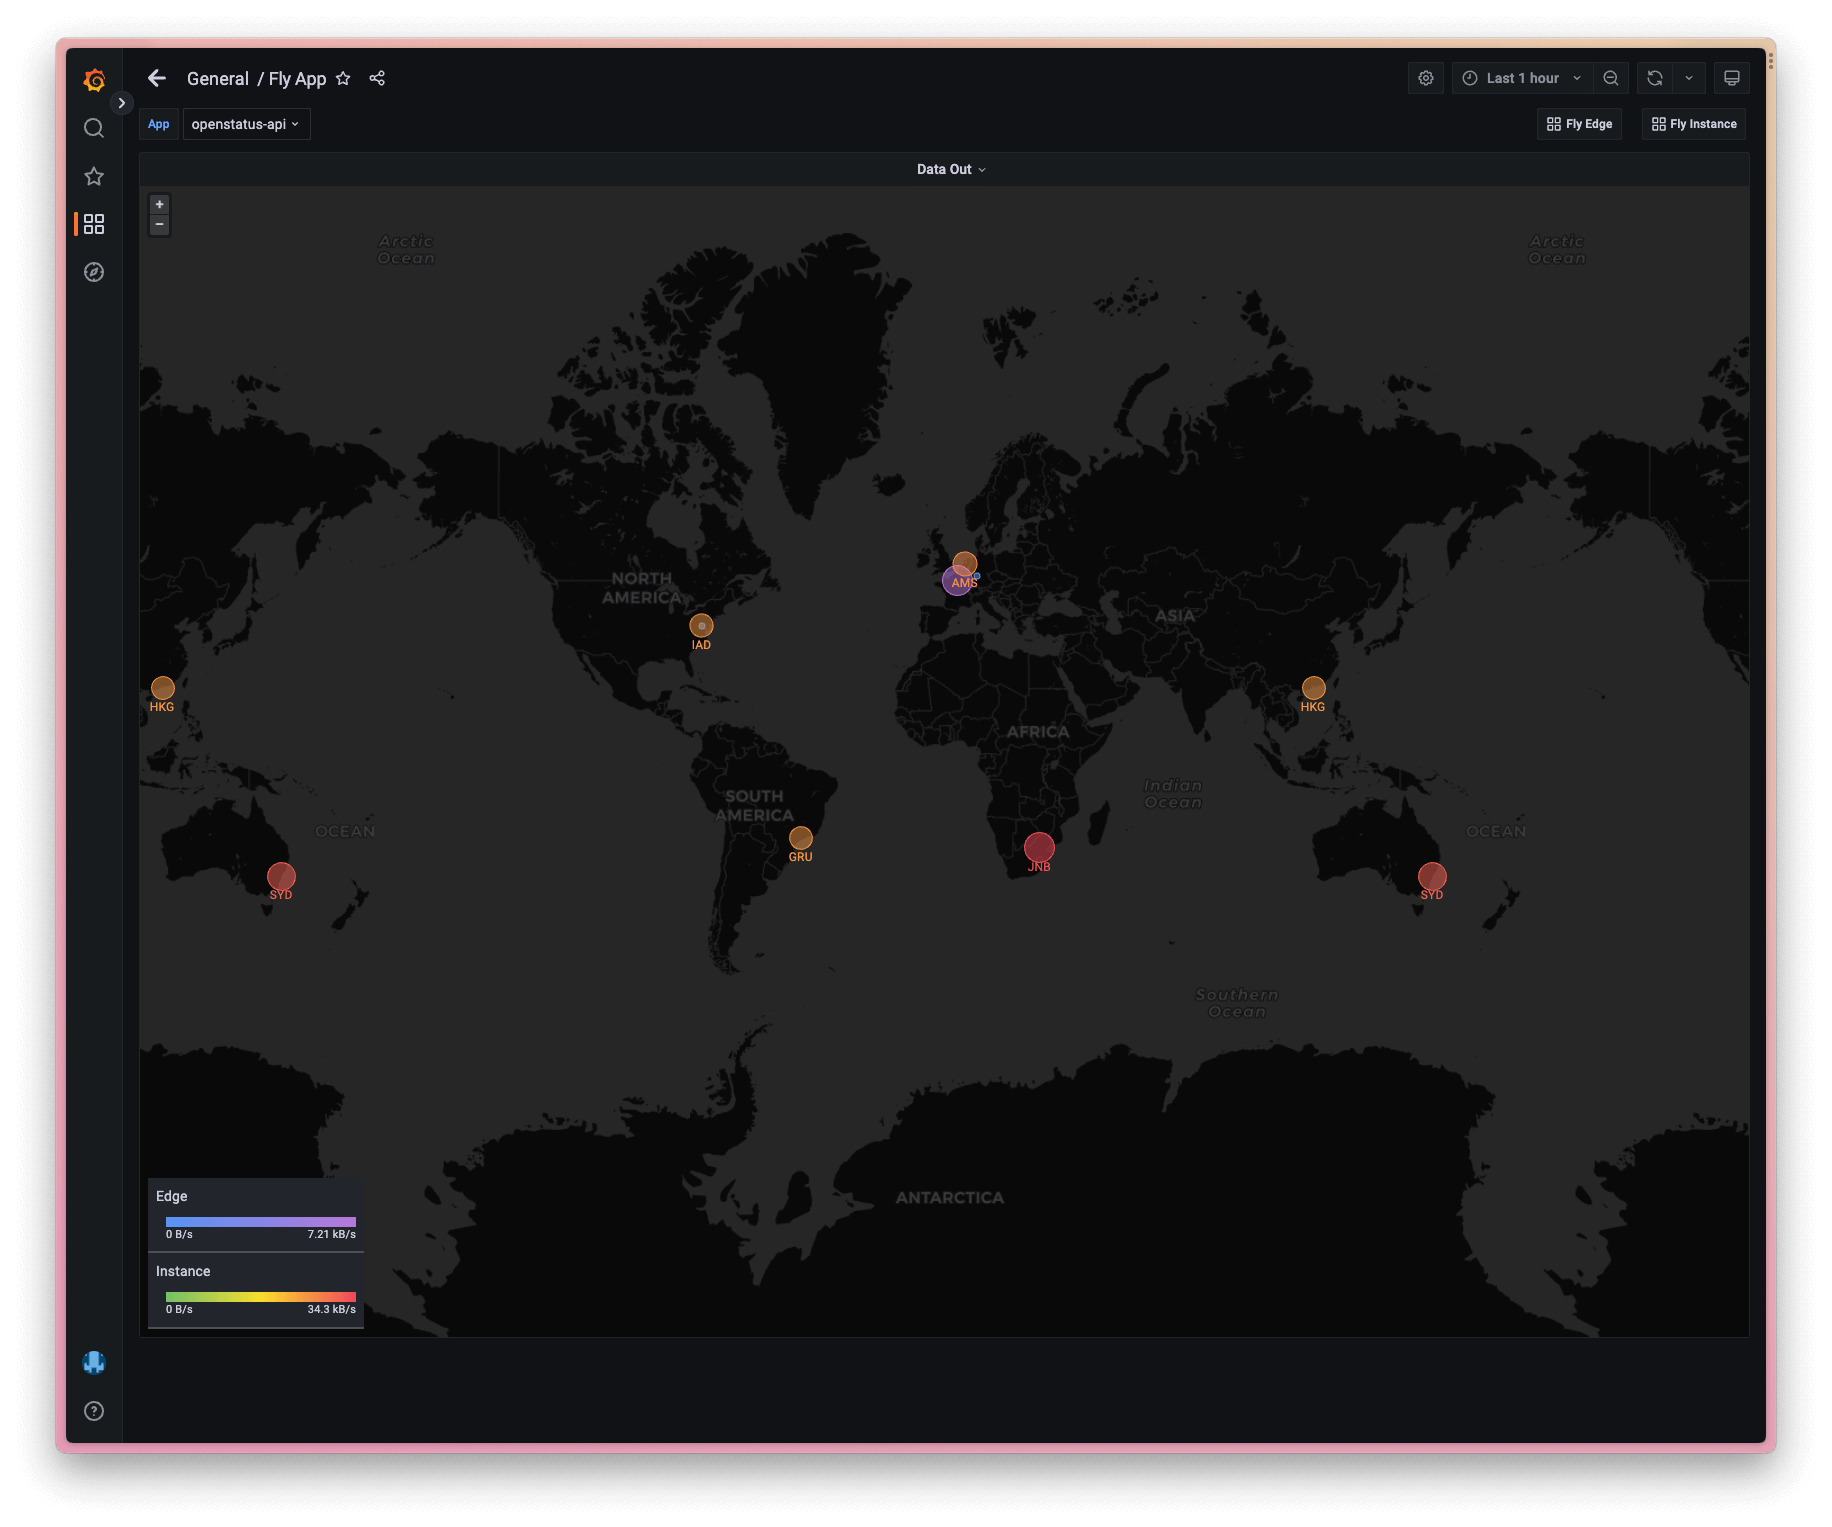 General / Fly App
Last 1 hour
App
openstatus-api
Fly Edge
Fly Instance
Data Out
+
−
Arctic
Ocean
Arctic
Ocean
NORTH
AMERICA
AMS
ASIA
IAD
HKG
HKG
AFRICA
Indian
Ocean
SOUTH
AMERICA
OCEAN
OCEAN
GRU
JNB
SYD
SYD
Southern
Ocean
ANTARCTICA
Edge
0 B/s 7.21 kB/s
Instance
0 B/s 34.3 kB/s